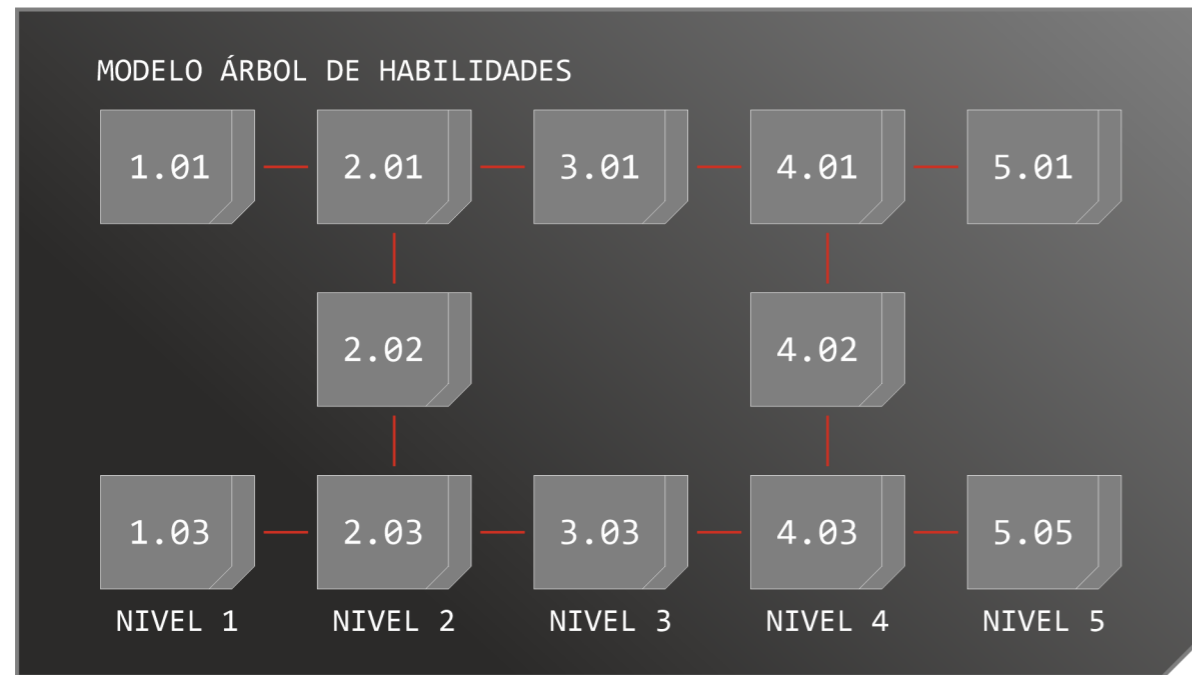 MODELO ÁRBOL DE HABILIDADES
1.01 2.01 3.01 4.01 5.01
2.02 4.02
1.03 2.03 3.03 4.03 5.05
NIVEL 1 NIVEL 2 NIVEL 3 NIVEL 4 NIVEL 5